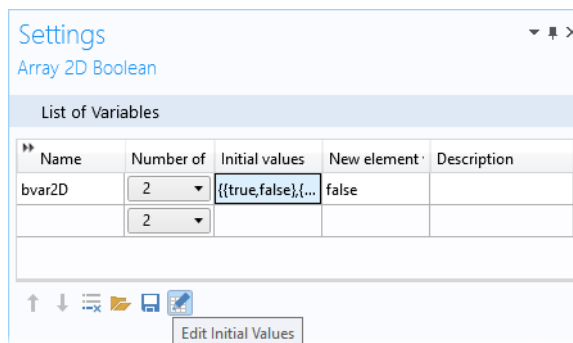 Settings
Array 2D Boolean
List of Variables
Name Number of Initial values New element Description
bvar2D 2 {{true,false},{... false
2
Edit Initial Values